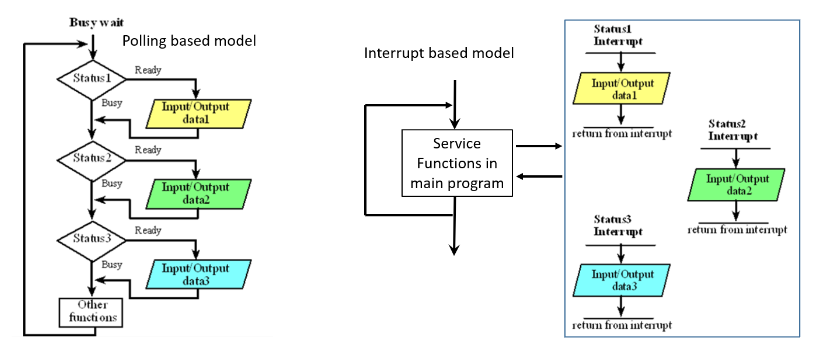 Busy wait
Polling based model
Status1
Ready
Input/Output
data1
Busy
Status2
Ready
Input/Output
data2
Busy
Status3
Ready
Input/Output
data3
Busy
Other
functions
Interrupt based model
Service
Functions in
main program
Status1
Interrupt
Input/Output
data1
return from interrupt
Status2
Interrupt
Input/Output
data2
return from interrupt
Status3
Interrupt
Input/Output
data3
return from interrupt